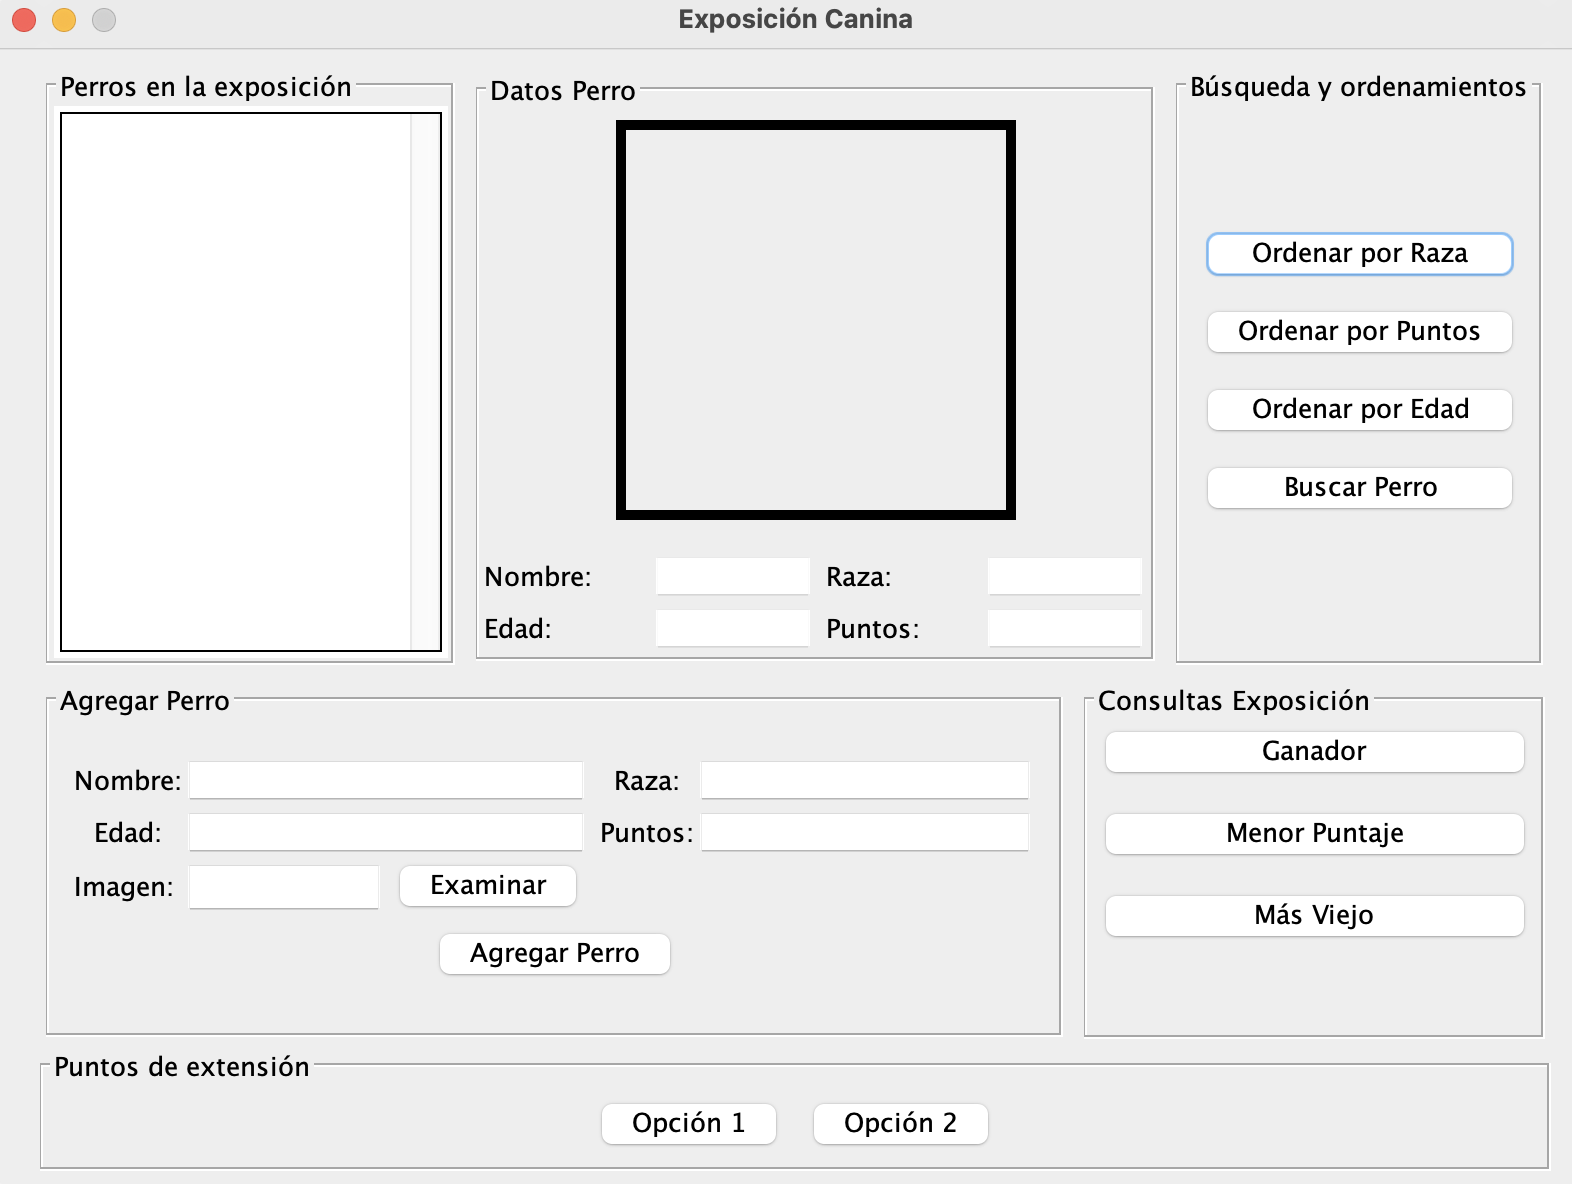 Exposición Canina
Perros en la exposición
Datos Perro
Nombre:
Raza:
Edad:
Puntos:
Búsqueda y ordenamientos
Ordenar por Raza
Ordenar por Puntos
Ordenar por Edad
Buscar Perro
Agregar Perro
Nombre:
Raza:
Edad:
Puntos:
Imagen:
Examinar
Agregar Perro
Consultas Exposición
Ganador
Menor Puntaje
Más Viejo
Puntos de extensión
Opción 1
Opción 2